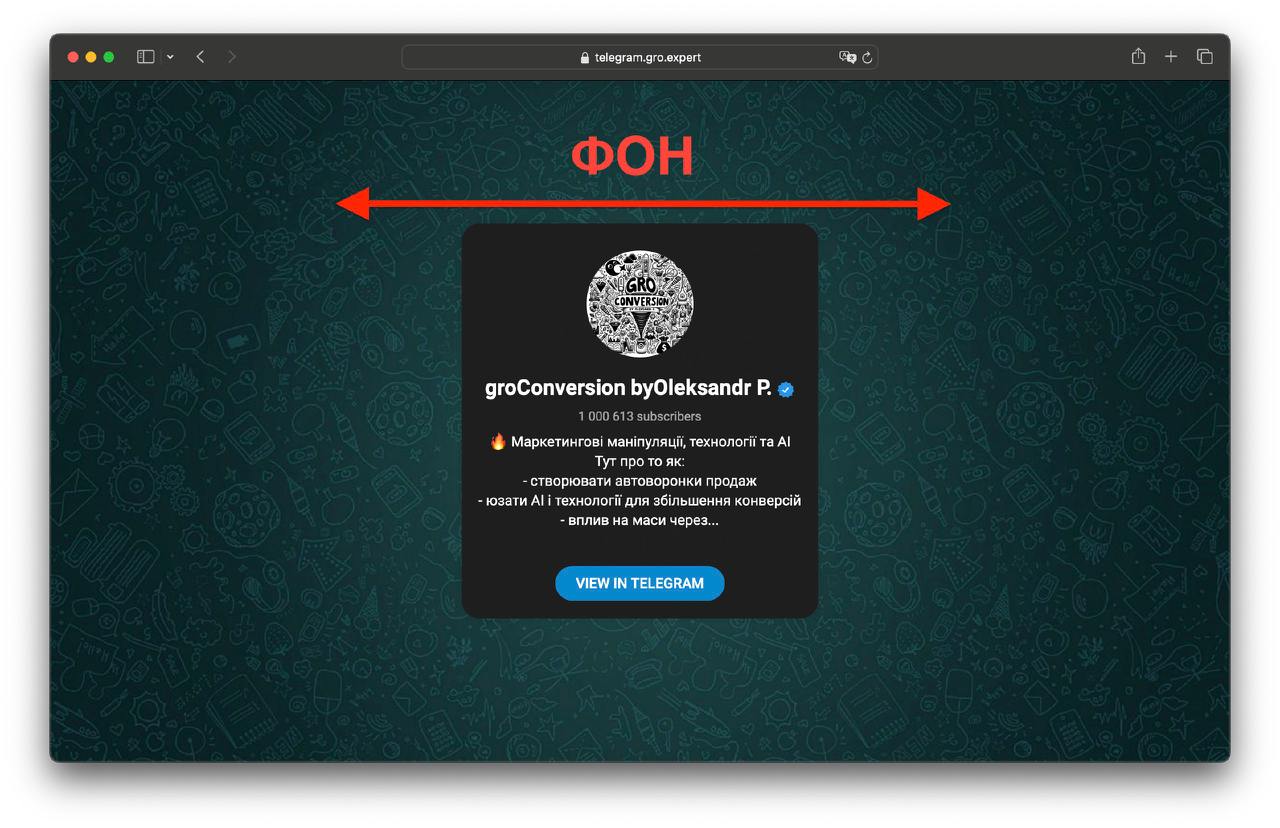 telegram.gro.expert
ФОН
GRO
CONVERSION
groConversion byOleksandr P.
1 000 613 subscribers
🔥 Маркетингові маніпуляції, технології та AI
Тут про то як:
- створювати автоворонки продаж
- юзати AI і технології для збільшення конверсій
- вплив на маси через...
VIEW IN TELEGRAM